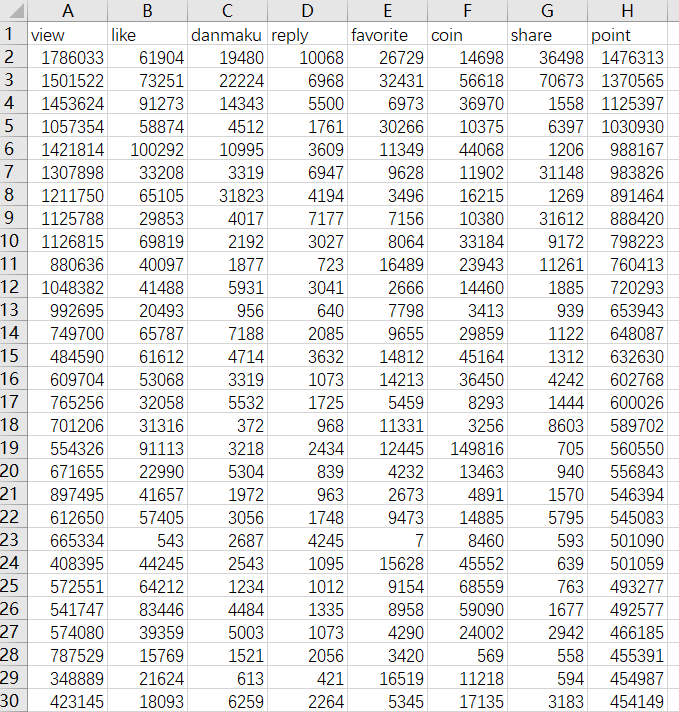 A B C D E F G H
1 view like danmaku reply favorite coin share point
2 1786033 61904 19480 10068 26729 14698 36498 1476313
3 1501522 73251 22224 6968 32431 56618 70673 1370565
4 1453624 91273 14343 5500 6973 36970 1558 1125397
5 1057354 58874 4512 1761 30266 10375 6397 1030930
6 1421814 100292 10995 3609 11349 44068 1206 988167
7 1307898 33208 3319 6947 9628 11902 31148 983826
8 1211750 65105 31823 4194 3496 16215 1269 891464
9 1125788 29853 4017 7177 7156 10380 31612 888420
10 1126815 69819 2192 3027 8064 33184 9172 798223
11 880636 40097 1877 723 16489 23943 11261 760413
12 1048382 41488 5931 3041 2666 14460 1885 720293
13 992695 20493 956 640 7798 3413 939 653943
14 749700 65787 7188 2085 9655 29859 1122 648087
15 484590 61612 4714 3632 14812 45164 1312 632630
16 609704 53068 3319 1073 14213 36450 4242 602768
17 765256 32058 5532 1725 5459 8293 1444 600026
18 701206 31316 372 968 11331 3256 8603 589702
19 554326 91113 3218 2434 12445 149816 705 560550
20 671655 22990 5304 839 4232 13463 940 556843
21 897495 41657 1972 963 2673 4891 1570 546394
22 612650 57405 3056 1748 9473 14885 5795 545083
23 665334 543 2687 4245 7 8460 593 501090
24 408395 44245 2543 1095 15628 45552 639 501059
25 572551 64212 1234 1012 9154 68559 763 493277
26 541747 83446 4484 1335 8958 59090 1677 492577
27 574080 39359 5003 1073 4290 24002 2942 466185
28 787529 15769 1521 2056 3420 569 558 455391
29 348889 21624 613 421 16519 11218 594 454987
30 423145 18093 6259 2264 5345 17135 3183 454149